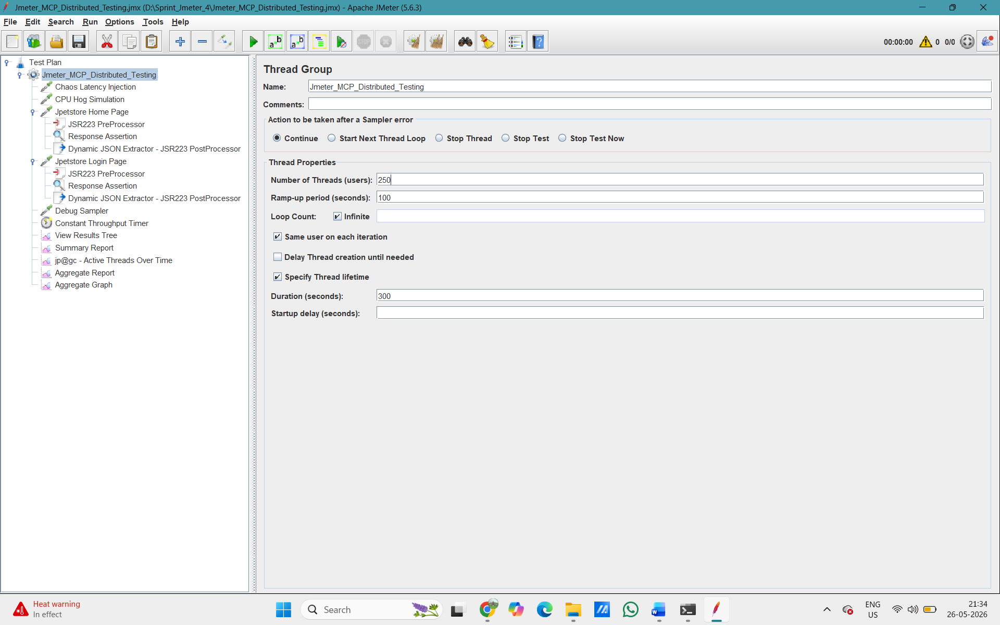 Jmeter_MCP_Distributed_Testing.jmx (D:\Sprint_Jmeter_4\Jmeter_MCP_Distributed_Testing.jmx) - Apache JMeter (5.6.3)
File Edit Search Run Options Tools Help
00:00:00 0 0/0
Test Plan
Jmeter_MCP_Distributed_Testing
Chaos Latency Injection
CPU Hog Simulation
Jpetstore Home Page
JSR223 PreProcessor
Response Assertion
Dynamic JSON Extractor - JSR223 PostProcessor
Jpetstore Login Page
JSR223 PreProcessor
Response Assertion
Dynamic JSON Extractor - JSR223 PostProcessor
Debug Sampler
Constant Throughput Timer
View Results Tree
Summary Report
jp@gc - Active Threads Over Time
Aggregate Report
Aggregate Graph
Thread Group
Name: Jmeter_MCP_Distributed_Testing
Comments:
Action to be taken after a Sampler error
Continue Start Next Thread Loop Stop Thread Stop Test Stop Test Now
Thread Properties
Number of Threads (users): 250
Ramp-up period (seconds): 100
Loop Count: Infinite
Same user on each iteration
Delay Thread creation until needed
Specify Thread lifetime
Duration (seconds): 300
Startup delay (seconds):
Heat warning
In effect
Search
ENG
US
21:34
26-05-2026